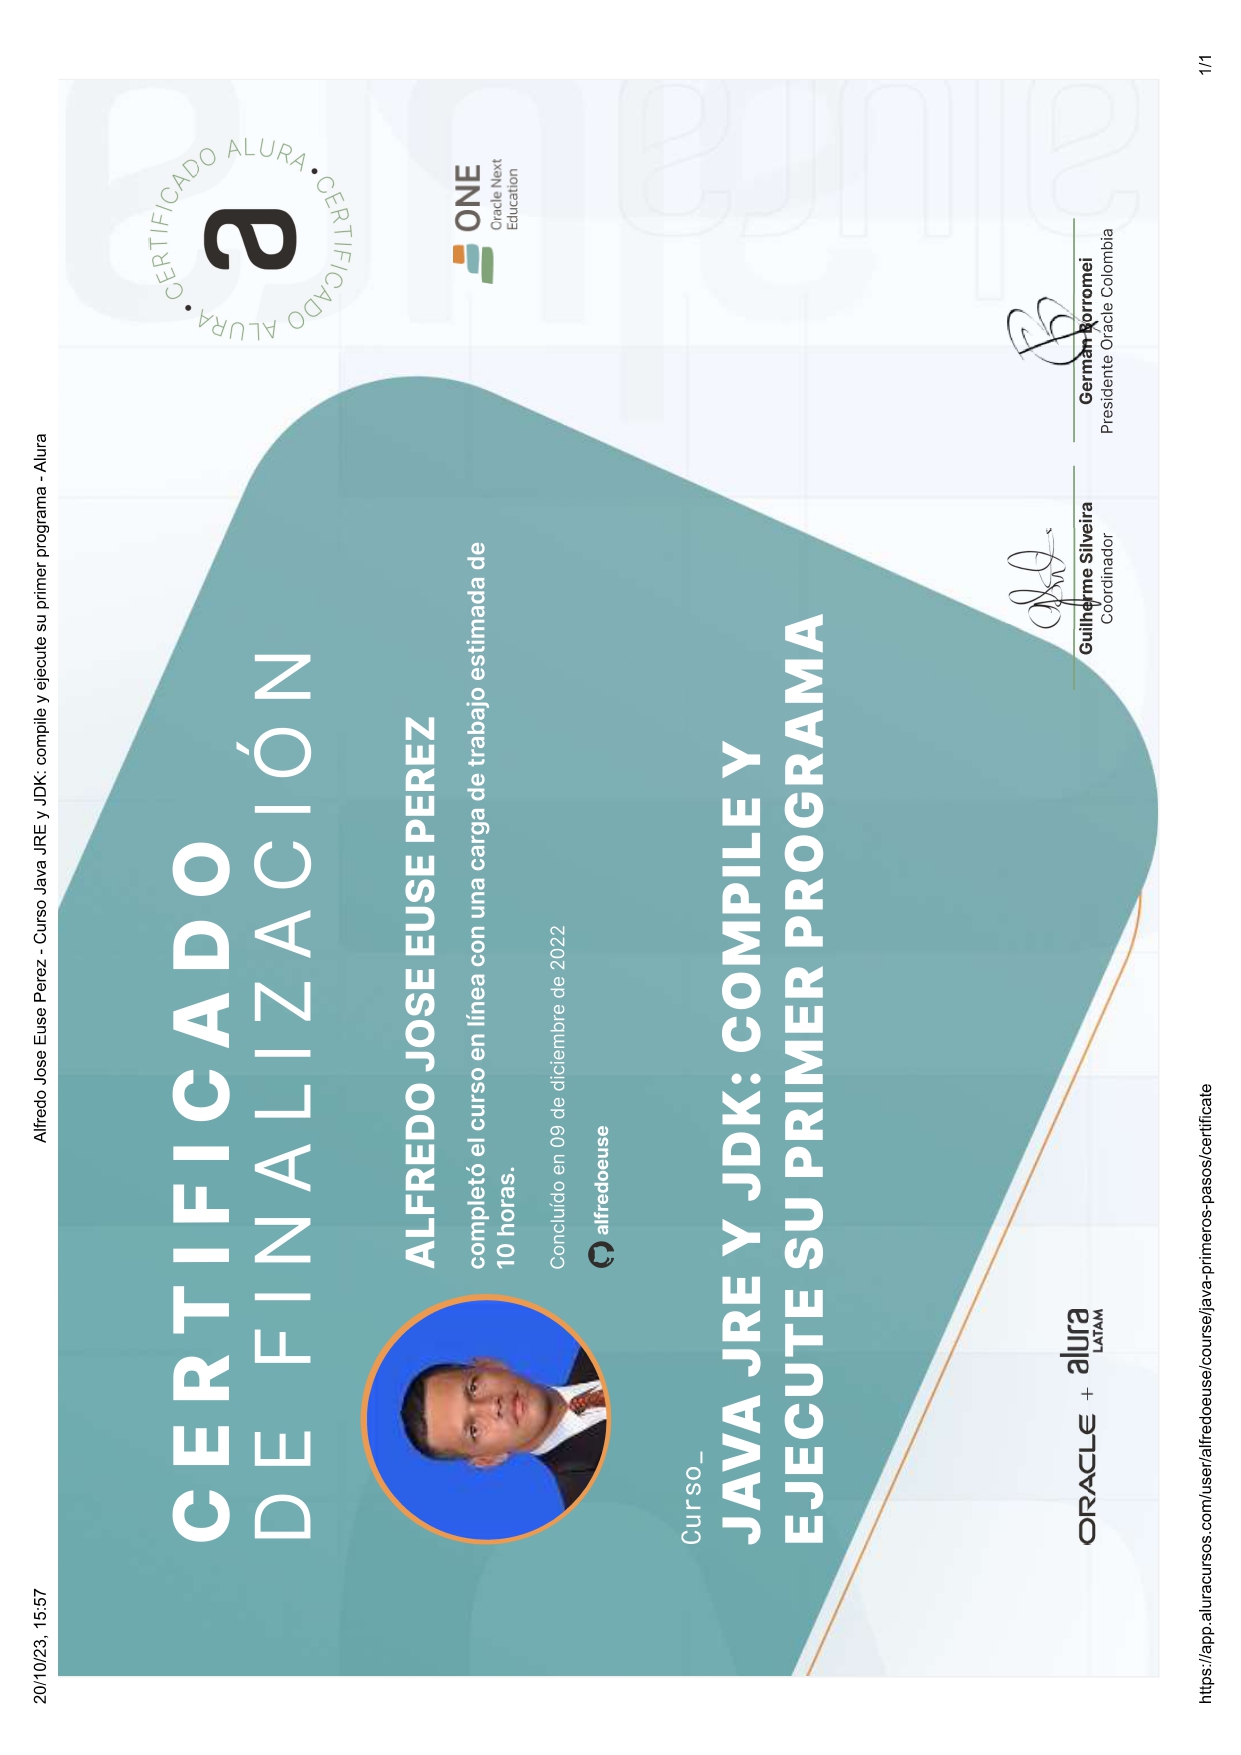 20/10/23, 15:57
Alfredo Jose Euse Perez - Curso Java JRE y JDK: compile y ejecute su primer programa - Alura
CERTIFICADO
DE FINALIZACIÓN
• CERTIFICADO ALURA • CERTIFICADO ALURA
a
ALFREDO JOSE EUSE PEREZ
completó el curso en línea con una carga de trabajo estimada de
10 horas.
Concluído en 09 de diciembre de 2022
alfredoeuse
ONE
Oracle Next
Education
Curso_
JAVA JRE Y JDK: COMPILE Y
EJECUTE SU PRIMER PROGRAMA
ORACLE + alura
LATAM
Guilherme Silveira
Coordinador
German Borromei
Presidente Oracle Colombia
alura
alura
https://app.aluracursos.com/user/alfredoeuse/course/java-primeros-pasos/certificate
1/1